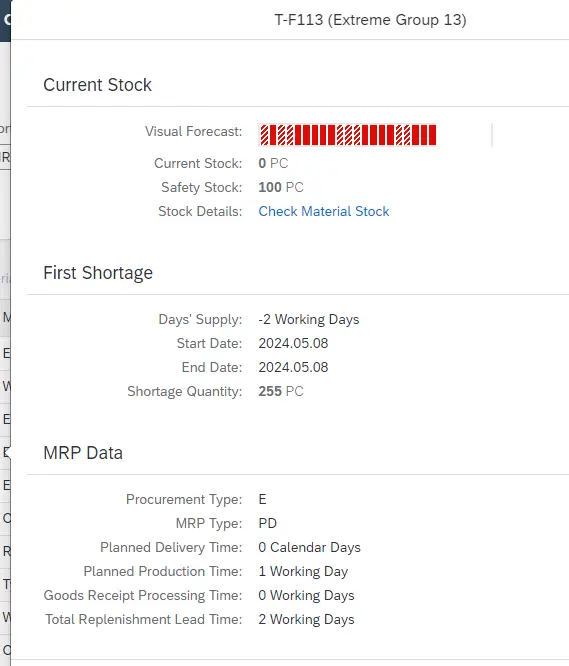 T-F113 (Extreme Group 13)
Current Stock
Visual Forecast:
Current Stock: 0 PC
Safety Stock: 100 PC
Stock Details: Check Material Stock
First Shortage
Days' Supply: -2 Working Days
Start Date: 2024.05.08
End Date: 2024.05.08
Shortage Quantity: 255 PC
MRP Data
Procurement Type: E
MRP Type: PD
Planned Delivery Time: 0 Calendar Days
Planned Production Time: 1 Working Day
Goods Receipt Processing Time: 0 Working Days
Total Replenishment Lead Time: 2 Working Days